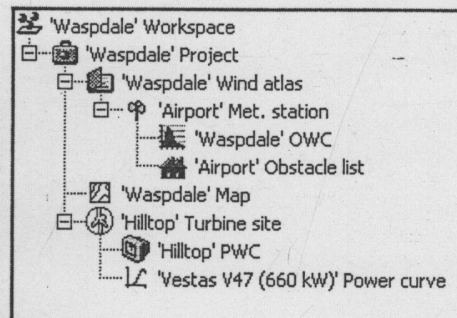 'Waspdale' Workspace
'Waspdale' Project
'Waspdale' Wind atlas
'Airport' Met. station
'Waspdale' OWC
'Airport' Obstacle list
'Waspdale' Map
'Hilltop' Turbine site
'Hilltop' PWC
'Vestas V47 (660 kW)' Power curve